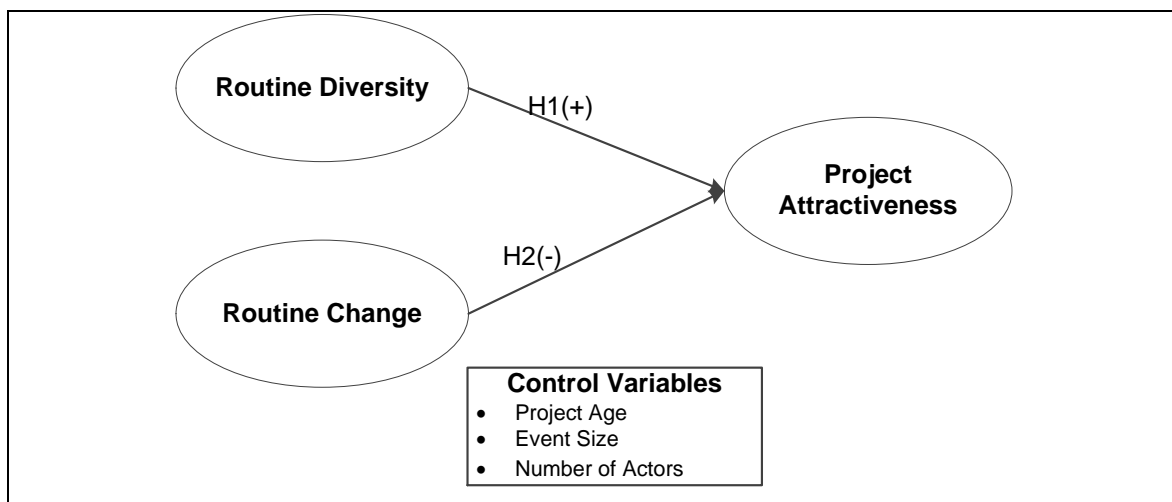 Routine Diversity
H1(+)
Project
Attractiveness
H2(-)
Routine Change
Control Variables
• Project Age
• Event Size
• Number of Actors